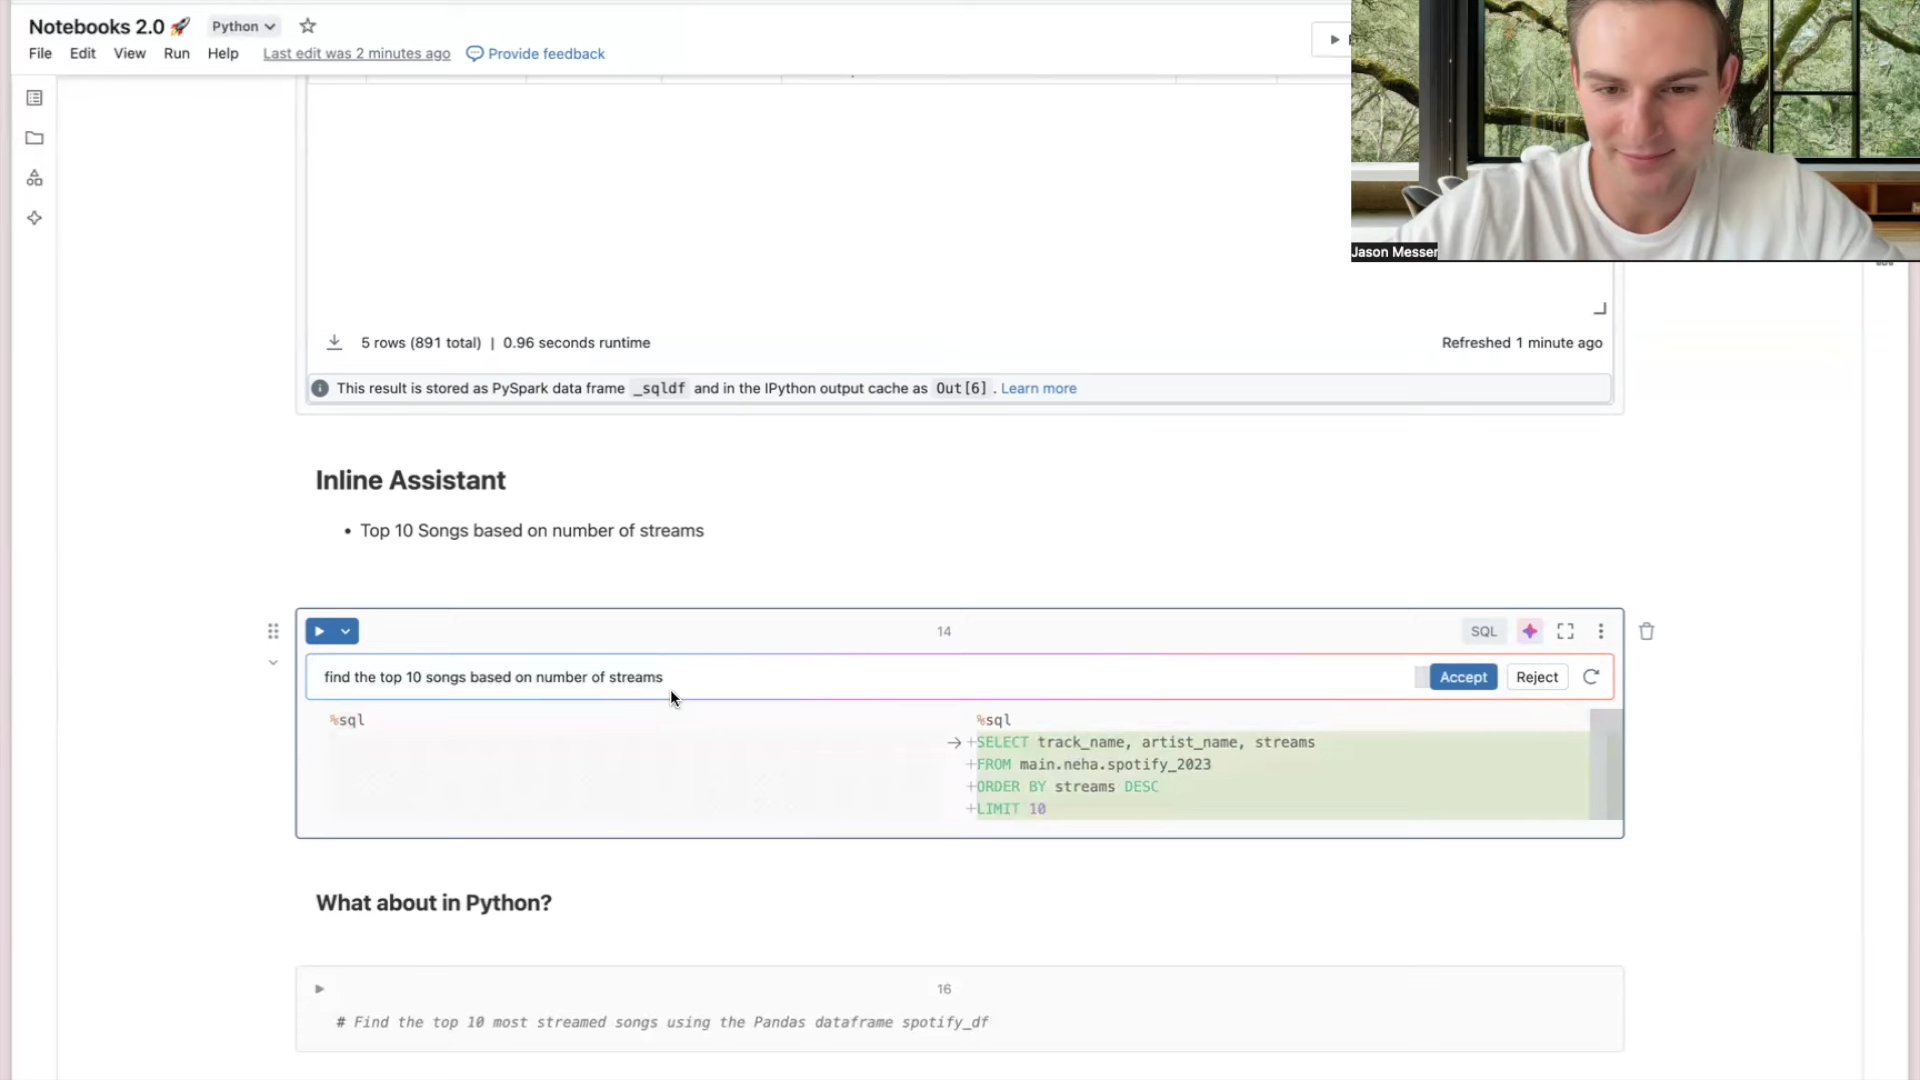 Notebooks 2.0 🚀 Python
File Edit View Run Help Last edit was 2 minutes ago Provide feedback
Jason Messer
5 rows (891 total) | 0.96 seconds runtime Refreshed 1 minute ago
This result is stored as PySpark data frame _sqldf and in the IPython output cache as Out[6] . Learn more
Inline Assistant
• Top 10 Songs based on number of streams
14 SQL
find the top 10 songs based on number of streams Accept Reject
%sql %sql
+SELECT track_name, artist_name, streams
+FROM main.neha.spotify_2023
+ORDER BY streams DESC
+LIMIT 10
What about in Python?
16
# Find the top 10 most streamed songs using the Pandas dataframe spotify_df